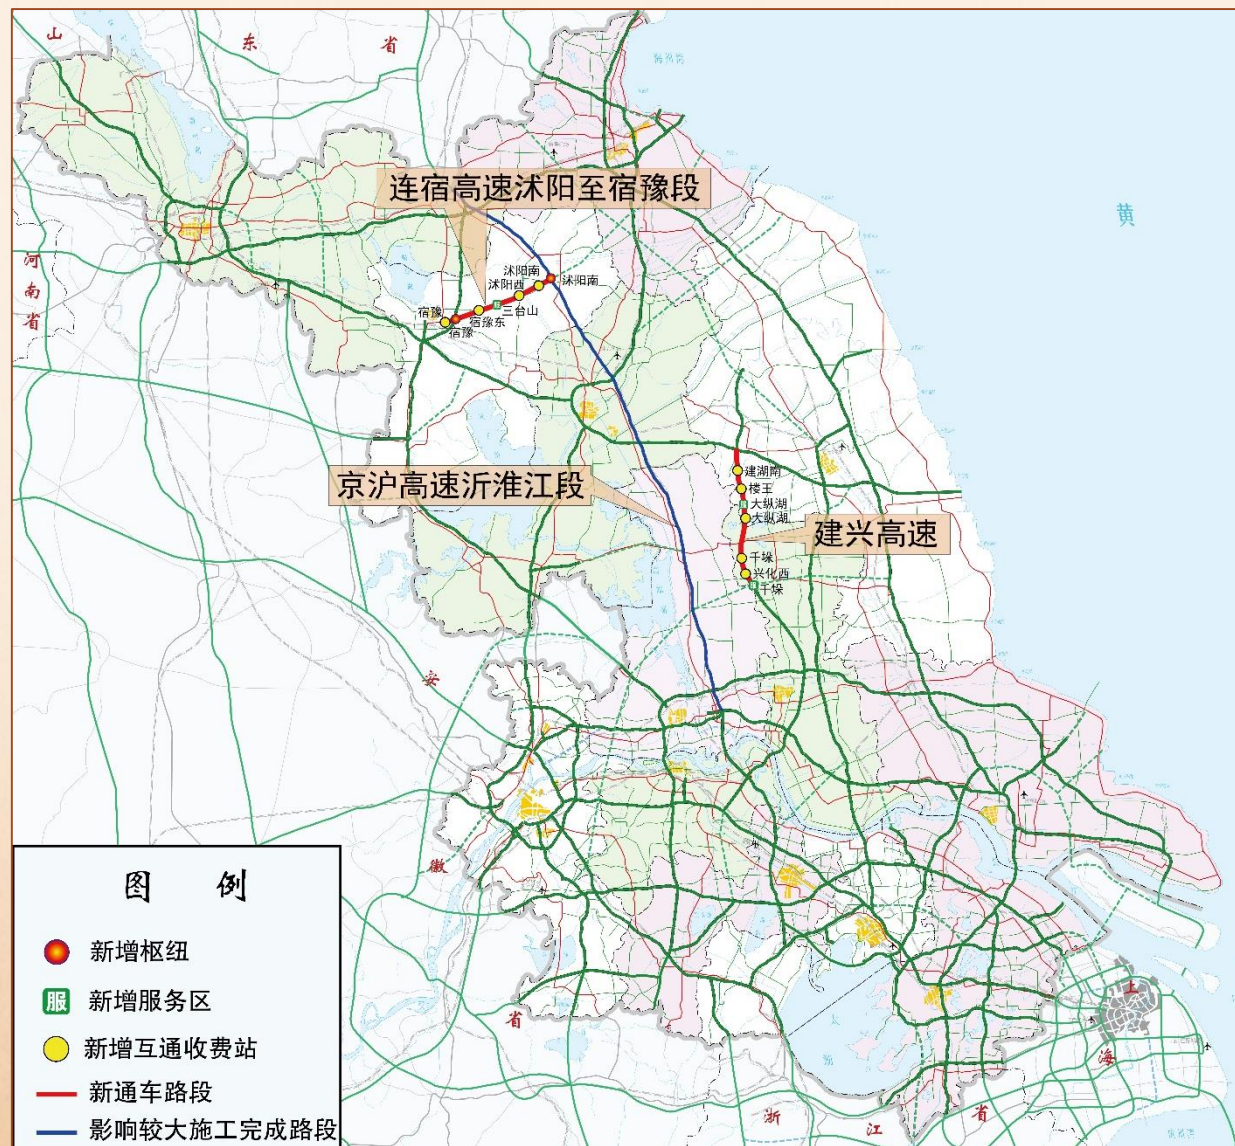 山
东
省
连宿高速沭阳至宿豫段
黄
河
南
省
沭阳南
沭阳南
沭阳西
三台山
宿豫
宿豫东
宿豫
京沪高速沂淮江段
建湖南
楼王
大纵湖
大纵湖
建兴高速
千垛
兴化西
千垛
安
徽
省
上
海
浙
江
省
太
湖
图 例
新增枢纽
服 新增服务区
新增互通收费站
新通车路段
影响较大施工完成路段